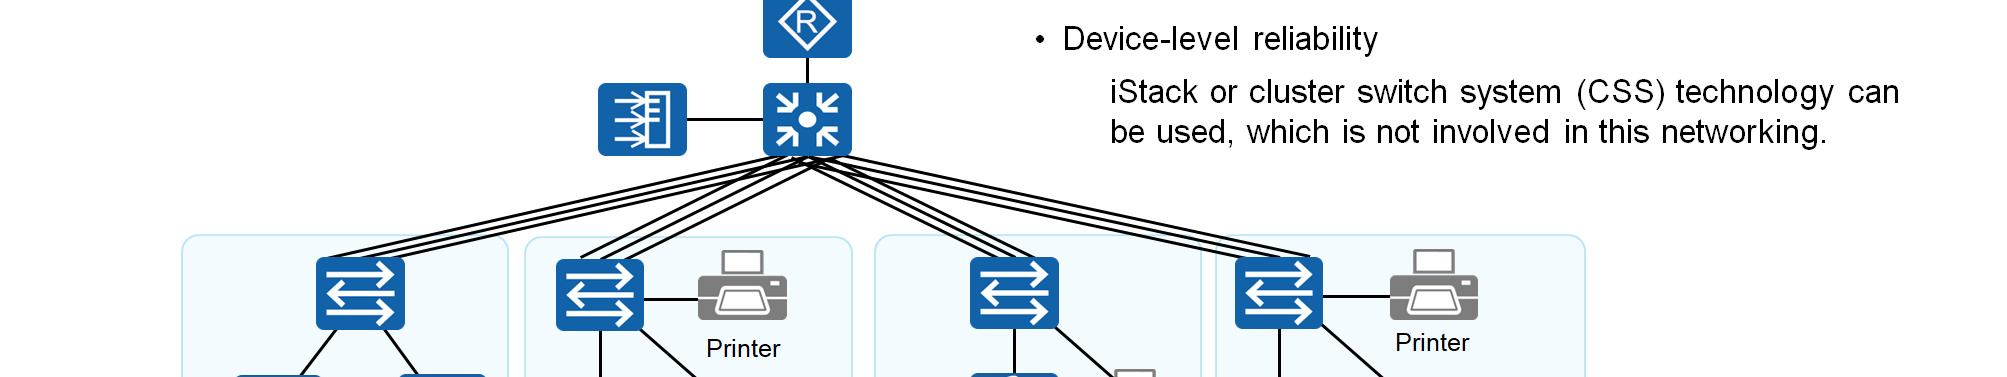 R
• Device-level reliability
iStack or cluster switch system (CSS) technology can
be used, which is not involved in this networking.
Printer
Printer